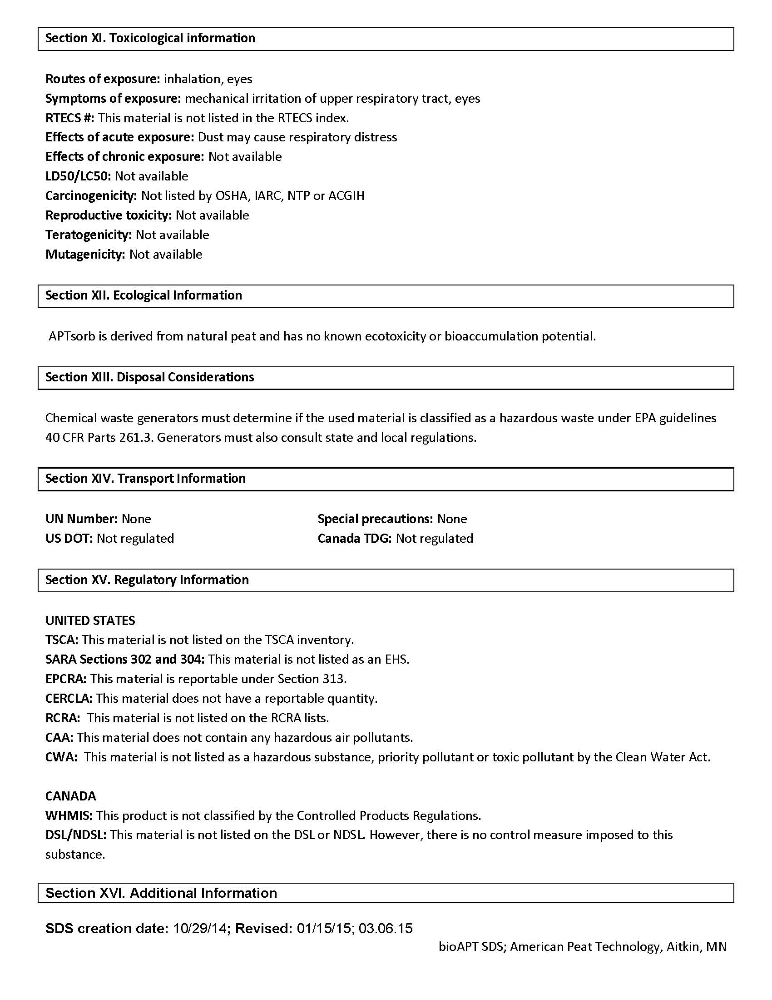 Section XI. Toxicological information
Routes of exposure: inhalation, eyes
Symptoms of exposure: mechanical irritation of upper respiratory tract, eyes
RTECS #: This material is not listed in the RTECS index.
Effects of acute exposure: Dust may cause respiratory distress
Effects of chronic exposure: Not available
LD50/LC50: Not available
Carcinogenicity: Not listed by OSHA, IARC, NTP or ACGIH
Reproductive toxicity: Not available
Teratogenicity: Not available
Mutagenicity: Not available
Section XII. Ecological Information
APTsorb is derived from natural peat and has no known ecotoxicity or bioaccumulation potential.
Section XIII. Disposal Considerations
Chemical waste generators must determine if the used material is classified as a hazardous waste under EPA guidelines
40 CFR Parts 261.3. Generators must also consult state and local regulations.
Section XIV. Transport Information
UN Number: None Special precautions: None
US DOT: Not regulated Canada TDG: Not regulated
Section XV. Regulatory Information
UNITED STATES
TSCA: This material is not listed on the TSCA inventory.
SARA Sections 302 and 304: This material is not listed as an EHS.
EPCRA: This material is reportable under Section 313.
CERCLA: This material does not have a reportable quantity.
RCRA: This material is not listed on the RCRA lists.
CAA: This material does not contain any hazardous air pollutants.
CWA: This material is not listed as a hazardous substance, priority pollutant or toxic pollutant by the Clean Water Act.
CANADA
WHMIS: This product is not classified by the Controlled Products Regulations.
DSL/NDSL: This material is not listed on the DSL or NDSL. However, there is no control measure imposed to this
substance.
Section XVI. Additional Information
SDS creation date: 10/29/14; Revised: 01/15/15; 03.06.15
bioAPT SDS; American Peat Technology, Aitkin, MN